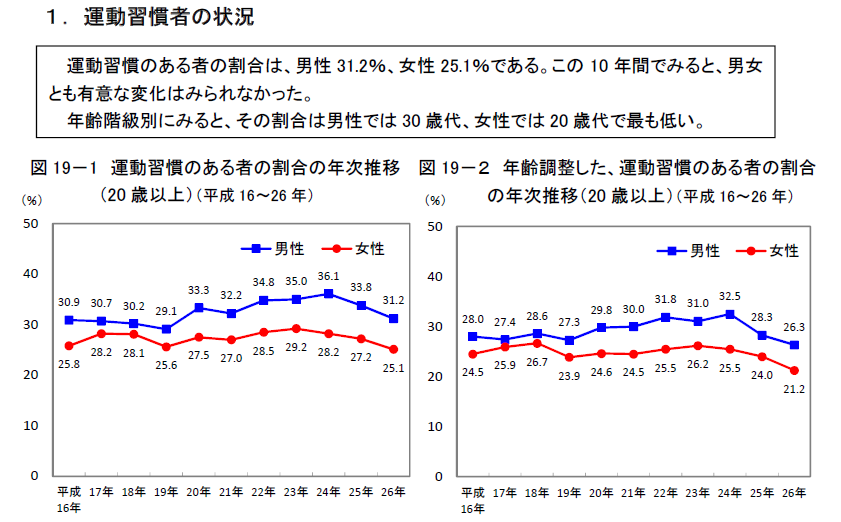 １．運動習慣者の状況
運動習慣のある者の割合は、男性 31.2％、女性 25.1％である。この 10 年間でみると、男女
とも有意な変化はみられなかった。
年齢階級別にみると、その割合は男性では 30 歳代、女性では 20 歳代で最も低い。
図 19－１ 運動習慣のある者の割合の年次推移
（20 歳以上）（平成 16～26 年）
(%)
50
40
30
20
10
0
男性 女性
30.9 30.7 30.2 29.1 33.3 32.2 34.8 35.0 36.1 33.8 31.2
25.8 28.2 28.1 25.6 27.5 27.0 28.5 29.2 28.2 27.2 25.1
平成 17年 18年 19年 20年 21年 22年 23年 24年 25年 26年
16年
図 19－２ 年齢調整した、運動習慣のある者の割合
の年次推移（20 歳以上）（平成 16～26 年）
(%)
50
40
30
20
10
0
男性 女性
28.0 27.4 28.6 27.3 29.8 30.0 31.8 31.0 32.5 28.3 26.3
24.5 25.9 26.7 23.9 24.6 24.5 25.5 26.2 25.5 24.0 21.2
平成 17年 18年 19年 20年 21年 22年 23年 24年 25年 26年
16年